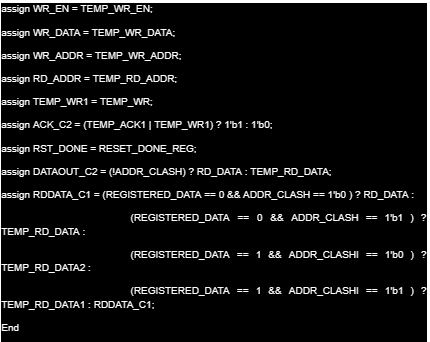 assign WR_EN = TEMP_WR_EN;
assign WR_DATA = TEMP_WR_DATA;
assign WR_ADDR = TEMP_WR_ADDR;
assign RD_ADDR = TEMP_RD_ADDR;
assign TEMP_WR1 = TEMP_WR;
assign ACK_C2 = (TEMP_ACK1 | TEMP_WR1) ? 1'b1 : 1'b0;
assign RST_DONE = RESET_DONE_REG;
assign DATAOUT_C2 = (!ADDR_CLASH) ? RD_DATA : TEMP_RD_DATA;
assign RDDATA_C1 = (REGISTERED_DATA == 0 && ADDR_CLASH == 1'b0 ) ? RD_DATA :
(REGISTERED_DATA == 0 && ADDR_CLASH == 1'b1 ) ?
TEMP_RD_DATA :
(REGISTERED_DATA == 1 && ADDR_CLASHI == 1'b0 ) ?
TEMP_RD_DATA2 :
(REGISTERED_DATA == 1 && ADDR_CLASHI == 1'b1 ) ?
TEMP_RD_DATA1 : RDDATA_C1;
End